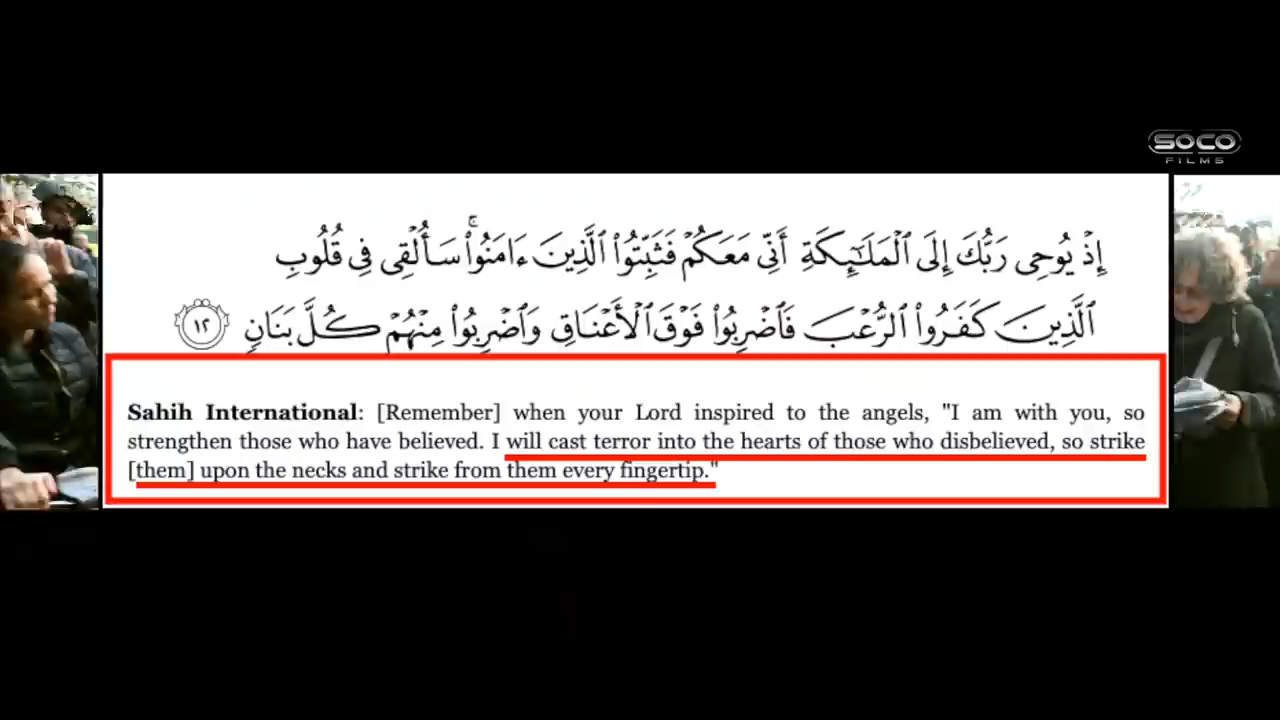 SOCO
FILMS
إِذْ يُوحِى رَبُّكَ إِلَى ٱلْمَلَـٰٓئِكَةِ أَنِّى مَعَكُمْ فَثَبِّتُوا۟ ٱلَّذِينَ ءَامَنُوا۟ ۚ سَأُلْقِى فِى قُلُوبِ
ٱلَّذِينَ كَفَرُوا۟ ٱلرُّعْبَ فَٱضْرِبُوا۟ فَوْقَ ٱلْأَعْنَاقِ وَٱضْرِبُوا۟ مِنْهُمْ كُلَّ بَنَانٍ ١٢
Sahih International: [Remember] when your Lord inspired to the angels, "I am with you, so
strengthen those who have believed. I will cast terror into the hearts of those who disbelieved, so strike
[them] upon the necks and strike from them every fingertip."